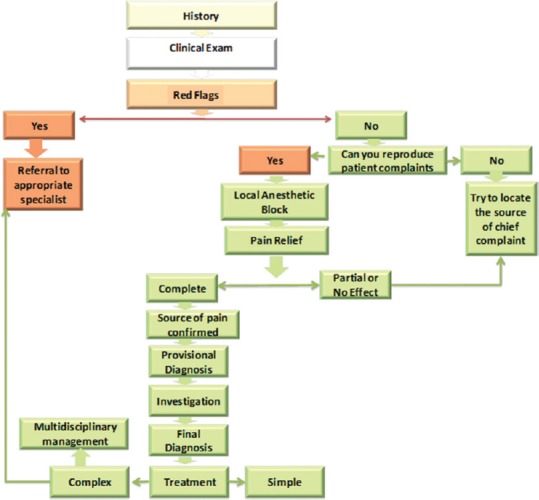 History
Clinical Exam
Red Flags
Yes
No
Referral to
appropriate
specialist
Yes
Can you reproduce
patient complaints
No
Local Anesthetic
Block
Try to locate
the source
of chief
complaint
Pain Relief
Complete
Partial or
No Effect
Source of pain
confirmed
Provisional
Diagnosis
Investigation
Multidisciplinary
management
Final
Diagnosis
Complex
Treatment
Simple